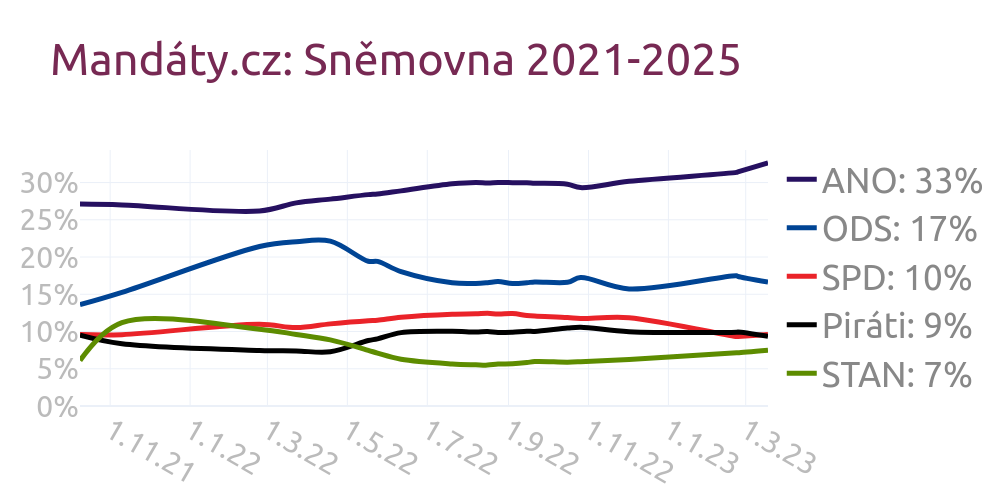 Mandáty.cz: Sněmovna 2021-2025
30%
25%
20%
15%
10%
5%
0%
1.11.21
1.1.22
1.3.22
1.5.22
1.7.22
1.9.22
1.11.22
1.1.23
1.3.23
ANO: 33%
ODS: 17%
SPD: 10%
Piráti: 9%
STAN: 7%